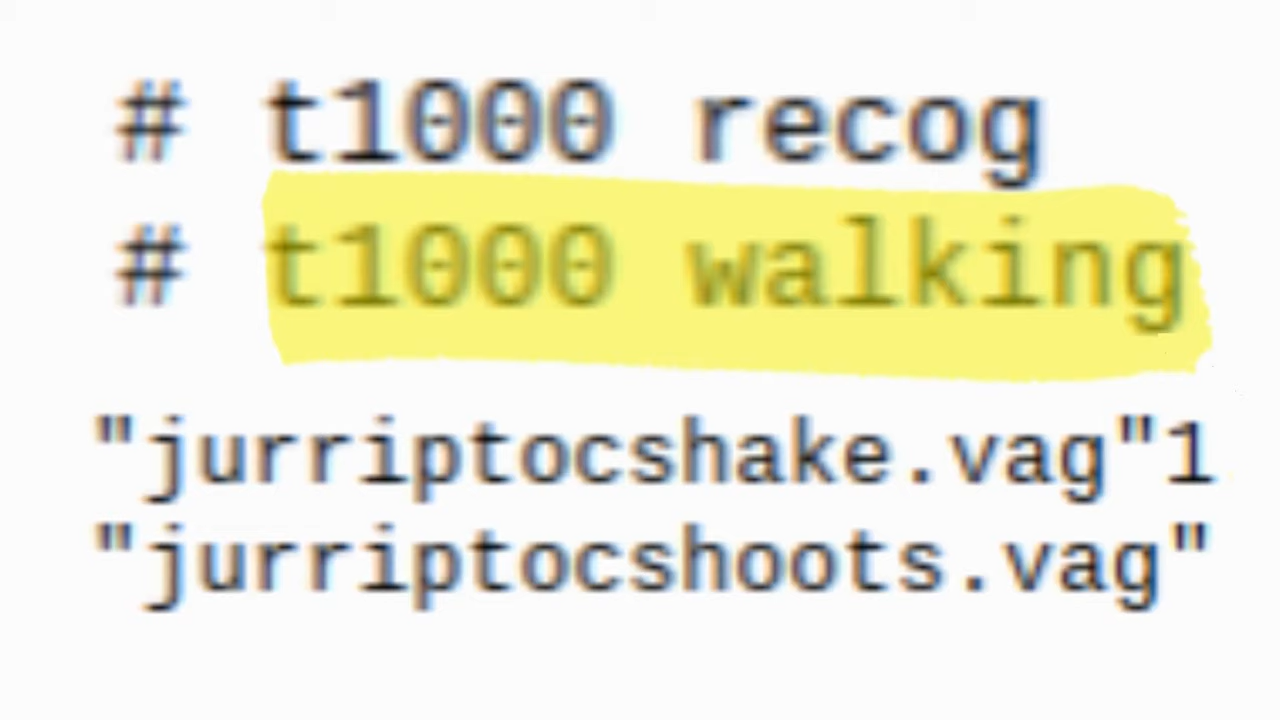 # t1000 recog
# t1000 walking
"jurriptocshake.vag"1
"jurriptocshoots.vag"